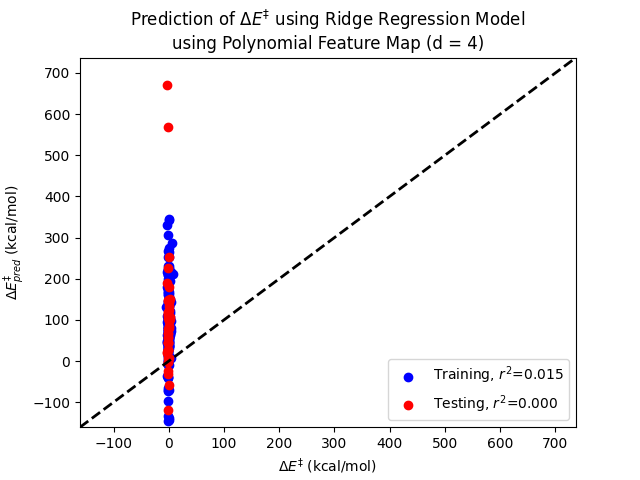 Prediction of ΔE‡ using Ridge Regression Model
using Polynomial Feature Map (d = 4)
ΔE‡pred (kcal/mol)
700
600
500
400
300
200
100
0
−100
Training, r²=0.015
Testing, r²=0.000
−100 0 100 200 300 400 500 600 700
ΔE‡ (kcal/mol)